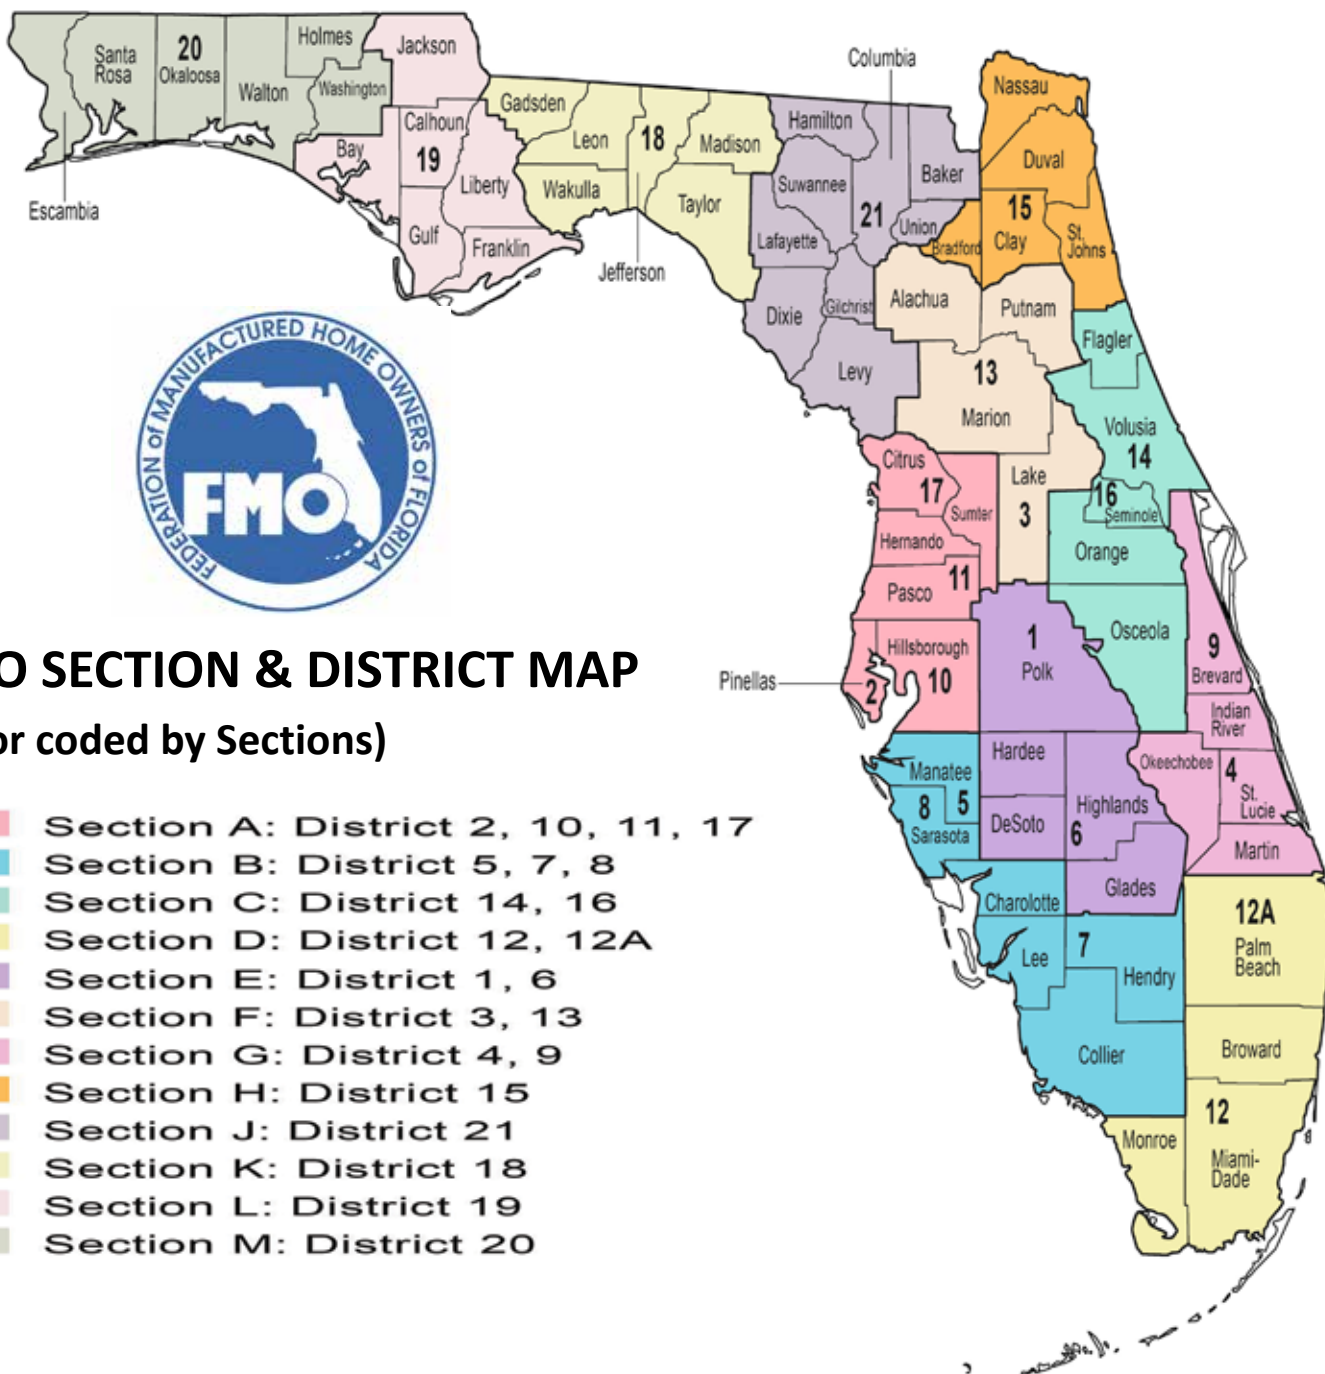 Holmes
Jackson
Santa
Rosa
20
Okaloosa
Walton
Washington
Escambia
Bay
Calhoun
19
Liberty
Gulf
Franklin
Gadsden
Leon
18
Madison
Wakulla
Taylor
Jefferson
Columbia
Hamilton
Suwannee
Baker
21
Union
Lafayette
Dixie
Gilchrist
Levy
Nassau
Duval
15
Clay
St.
Johns
Bradford
Alachua
Putnam
13
Marion
Flagler
Volusia
14
Citrus
17
Sumter
Hernando
11
Pasco
Lake
3
16
Seminole
Orange
Osceola
Hillsborough
10
Pinellas
2
1
Polk
9
Brevard
Indian
River
Okeechobee
4
St.
Lucie
Martin
Hardee
Manatee
8
5
Sarasota
DeSoto
Highlands
6
Glades
Charolotte
Lee
7
Hendry
Collier
12A
Palm
Beach
Broward
12
Monroe
Miami-
Dade
FEDERATION of MANUFACTURED HOME OWNERS of FLORIDA
FMO
O SECTION & DISTRICT MAP
or coded by Sections)
Section A: District 2, 10, 11, 17
Section B: District 5, 7, 8
Section C: District 14, 16
Section D: District 12, 12A
Section E: District 1, 6
Section F: District 3, 13
Section G: District 4, 9
Section H: District 15
Section J: District 21
Section K: District 18
Section L: District 19
Section M: District 20